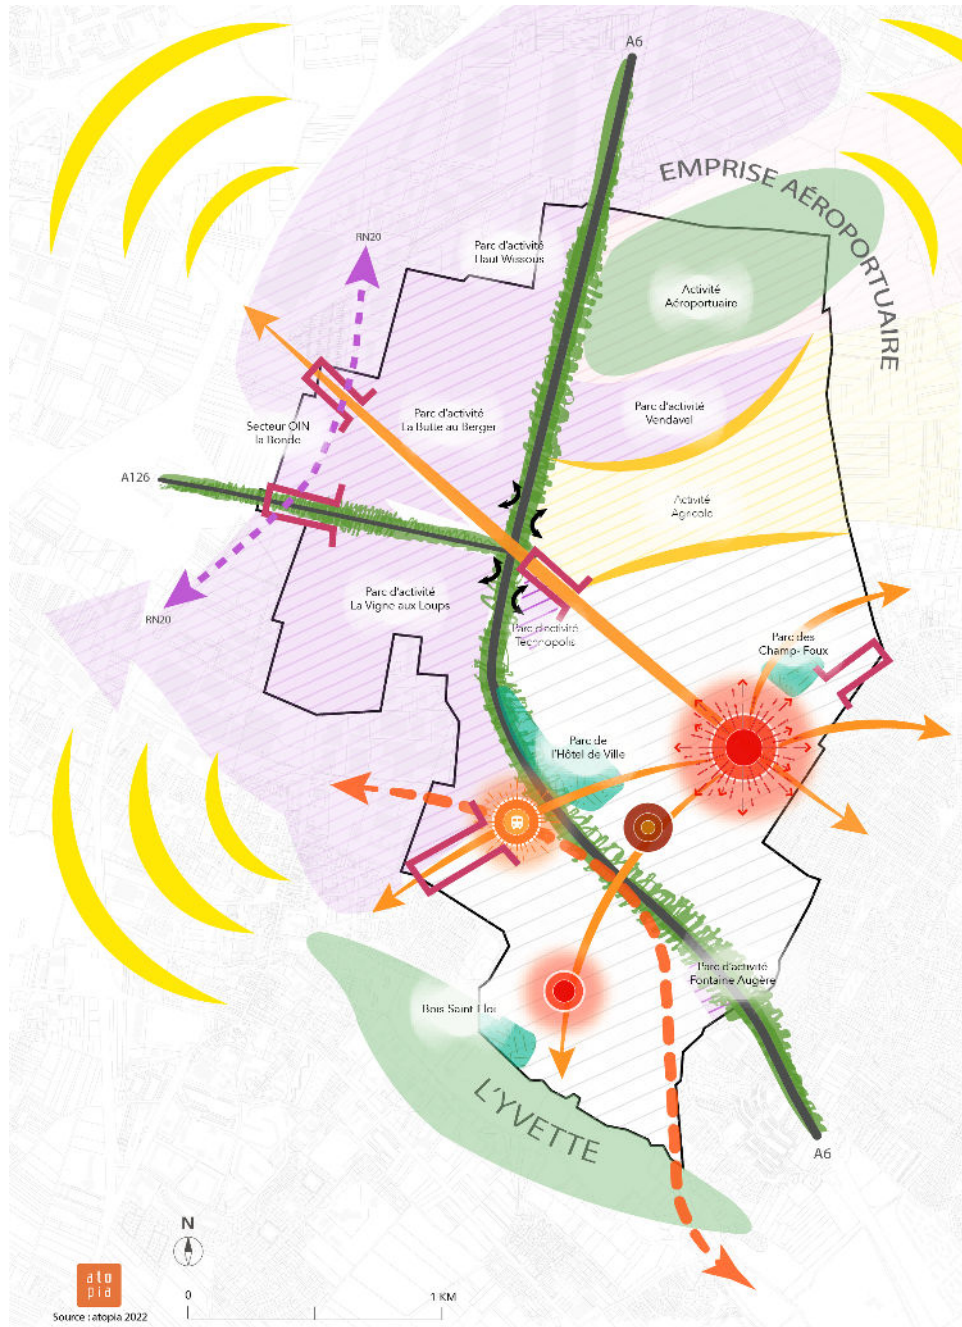 A6
EMPRISE AÉROPORTUAIRE
RN20
Parc d'activité
Haut Wissous
Activité
Aéroportuaire
Parc d'activité
La Butte au Berger
Parc d'activité
Vendavel
Secteur OIN
la Bonde
A126
Activité
Agricole
Parc d'activité
La Vigne aux Loups
RN20
Parc d'activité
Technopolis
Parc des
Champ-Foux
Parc de
l'Hôtel de Ville
Parc d'activité
Fontaine Augère
Bois Saint Eloi
L'YVETTE
A6
N
0
1 KM
ato
pia
Source : atopia 2022